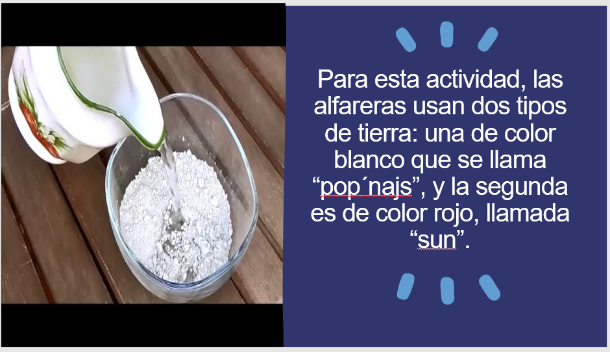 Para esta actividad, las
alfareras usan dos tipos
de tierra: una de color
blanco que se llama
“pop´najs”, y la segunda
es de color rojo, llamada
“sun”.